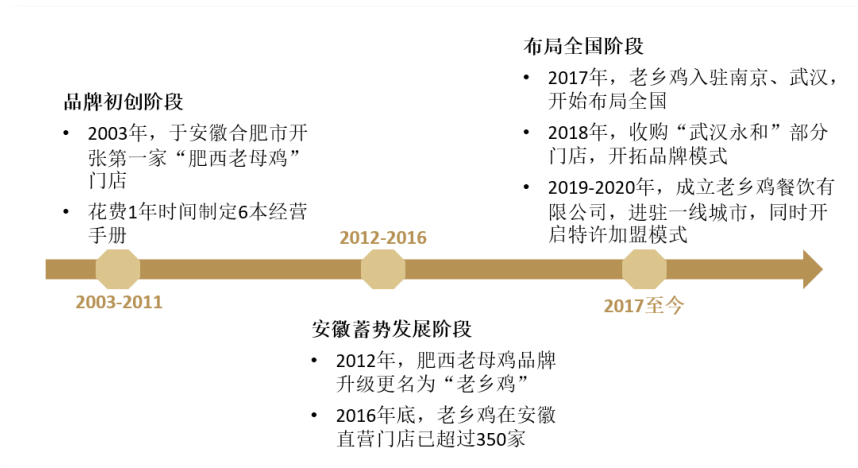 品牌初创阶段
• 2003年，于安徽合肥市开
张第一家“肥西老母鸡”
门店
• 花费1年时间制定6本经营
手册
2003-2011
2012-2016
安徽蓄势发展阶段
• 2012年，肥西老母鸡品牌
升级更名为“老乡鸡”
• 2016年底，老乡鸡在安徽
直营门店已超过350家
布局全国阶段
• 2017年，老乡鸡入驻南京、武汉，
开始布局全国
• 2018年，收购“武汉永和”部分
门店，开拓品牌模式
• 2019-2020年，成立老乡鸡餐饮有
限公司，进驻一线城市，同时开
启特许加盟模式
2017至今